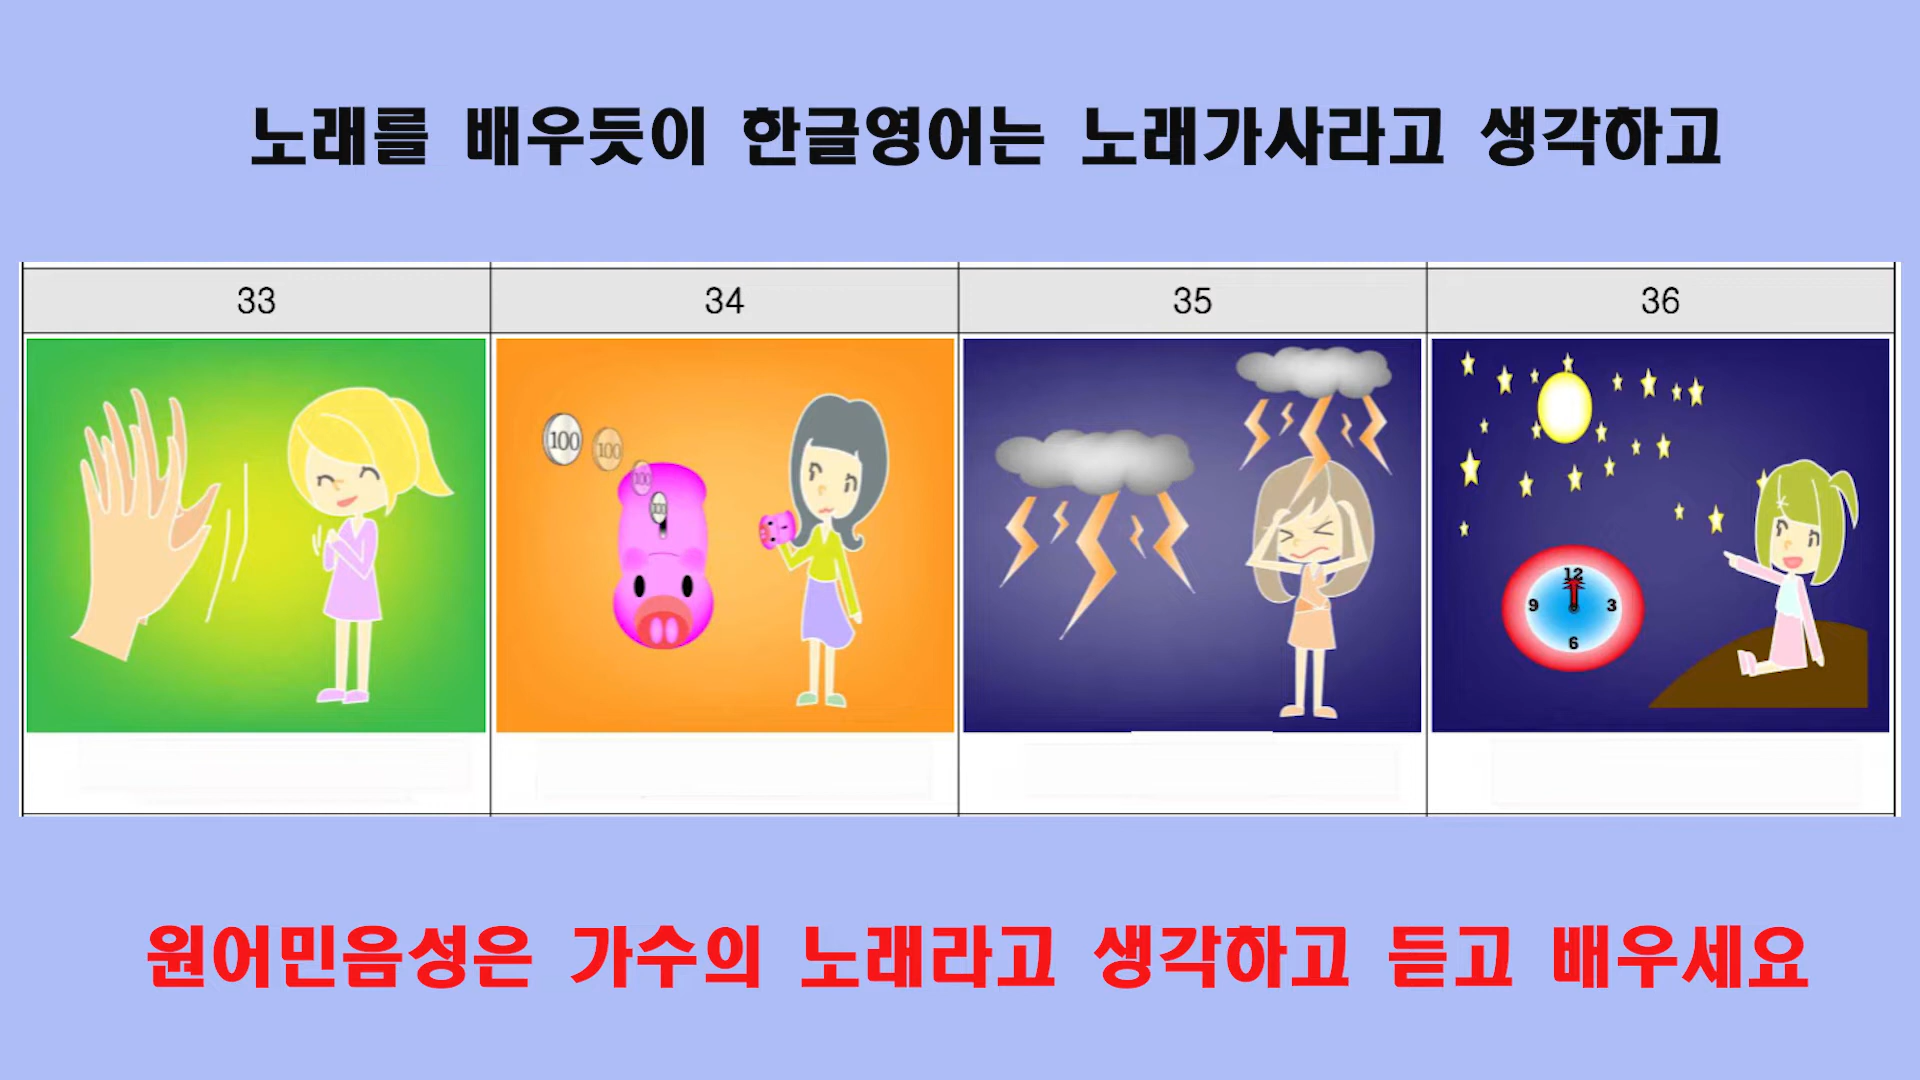 노래를 배우듯이 한글영어는 노래가사라고 생각하고
33 34 35 36
100 100 100 100
12
9 3
6
원어민음성은 가수의 노래라고 생각하고 듣고 배우세요